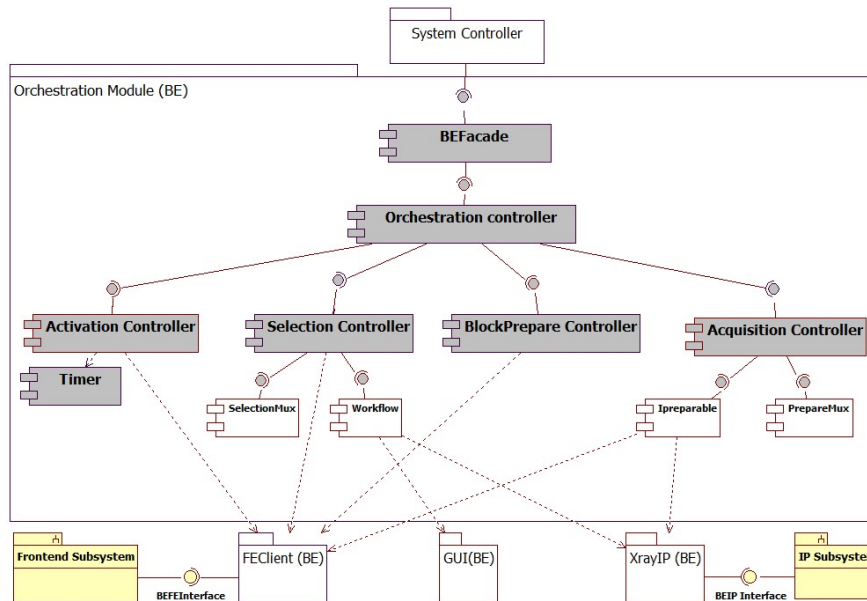 System Controller
Orchestration Module (BE)
BEFacade
Orchestration controller
Activation Controller
Selection Controller
BlockPrepare Controller
Acquisition Controller
Timer
SelectionMux
Workflow
Ipreparable
PrepareMux
Frontend Subsystem
FEClient (BE)
GUI(BE)
XrayIP (BE)
IP Subsyste
BEFEInterface
BEIP Interface